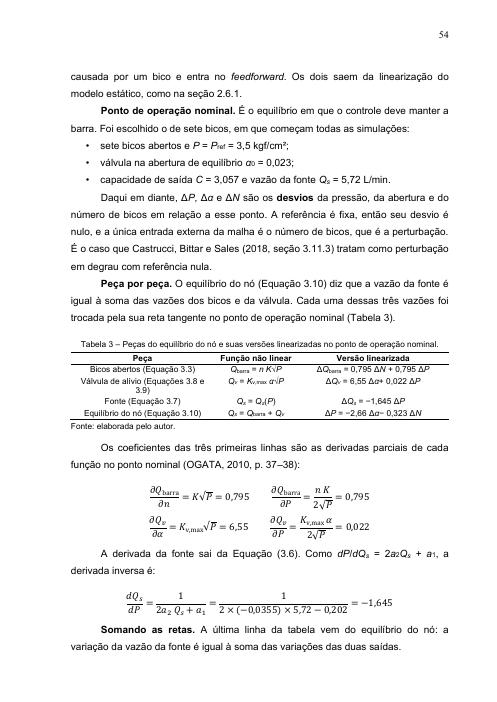 54
causada por um bico e entra no feedforward. Os dois saem da linearização do
modelo estático, como na seção 2.6.1.
Ponto de operação nominal. É o equilíbrio em que o controle deve manter a
barra. Foi escolhido o de sete bicos, em que começam todas as simulações:
• sete bicos abertos e P = Pref = 3,5 kgf/cm²;
• válvula na abertura de equilíbrio α0 = 0,023;
• capacidade de saída C = 3,057 e vazão da fonte Qs = 5,72 L/min.
Daqui em diante, ΔP, Δα e ΔN são os desvios da pressão, da abertura e do
número de bicos em relação a esse ponto. A referência é fixa, então seu desvio é
nulo, e a única entrada externa da malha é o número de bicos, que é a perturbação.
É o caso que Castrucci, Bittar e Sales (2018, seção 3.11.3) tratam como perturbação
em degrau com referência nula.
Peça por peça. O equilíbrio do nó (Equação 3.10) diz que a vazão da fonte é
igual à soma das vazões dos bicos e da válvula. Cada uma dessas três vazões foi
trocada pela sua reta tangente no ponto de operação nominal (Tabela 3).
Tabela 3 – Peças do equilíbrio do nó e suas versões linearizadas no ponto de operação nominal.
Peça Função não linear Versão linearizada
Bicos abertos (Equação 3.3) Qbarra = n K√P ΔQbarra = 0,795 ΔN + 0,795 ΔP
Válvula de alívio (Equações 3.8 e
3.9) Qv = Kv,max α√P ΔQv = 6,55 Δα+ 0,022 ΔP
Fonte (Equação 3.7) Qs = Qs(P) ΔQs = −1,645 ΔP
Equilíbrio do nó (Equação 3.10) Qs = Qbarra + Qv ΔP = −2,66 Δα− 0,323 ΔN
Fonte: elaborada pelo autor.
Os coeficientes das três primeiras linhas são as derivadas parciais de cada
função no ponto nominal (OGATA, 2010, p. 37–38):
∂Qbarra/∂n = K√P = 0,795 ∂Qbarra/∂P = n K/2√P = 0,795
∂Qv/∂α = Kv,max√P = 6,55 ∂Qv/∂P = Kv,max α/2√P = 0,022
A derivada da fonte sai da Equação (3.6). Como dP/dQs = 2a2Qs + a1, a
derivada inversa é:
dQs/dP = 1/2a2 Qs + a1 = 1/2 × (−0,0355) × 5,72 − 0,202 = −1,645
Somando as retas. A última linha da tabela vem do equilíbrio do nó: a
variação da vazão da fonte é igual à soma das variações das duas saídas.